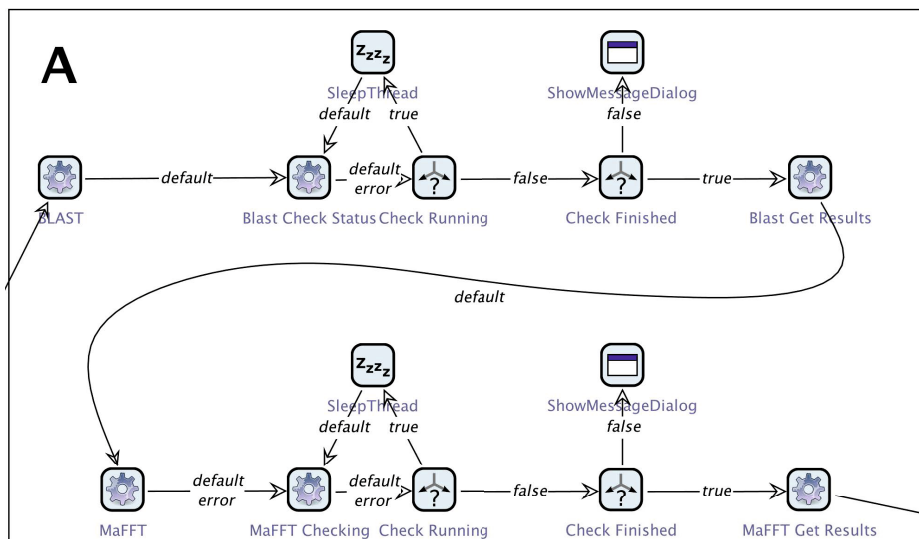 A
zzzz
SleepThread
ShowMessageDialog
default
true
false
default
default
error
false
true
?
?
BLAST
Blast Check Status
Check Running
Check Finished
Blast Get Results
default
zzzz
SleepThread
ShowMessageDialog
default
true
false
default
error
default
error
false
true
?
?
MaFFT
MaFFT Checking
Check Running
Check Finished
MaFFT Get Results